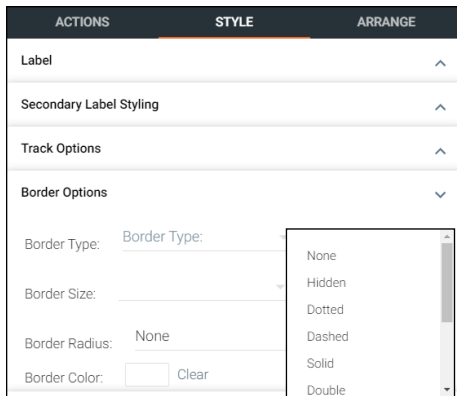 ACTIONS STYLE ARRANGE
Label
Secondary Label Styling
Track Options
Border Options
Border Type: Border Type:
Border Size:
Border Radius: None
Border Color: Clear
None
Hidden
Dotted
Dashed
Solid
Double